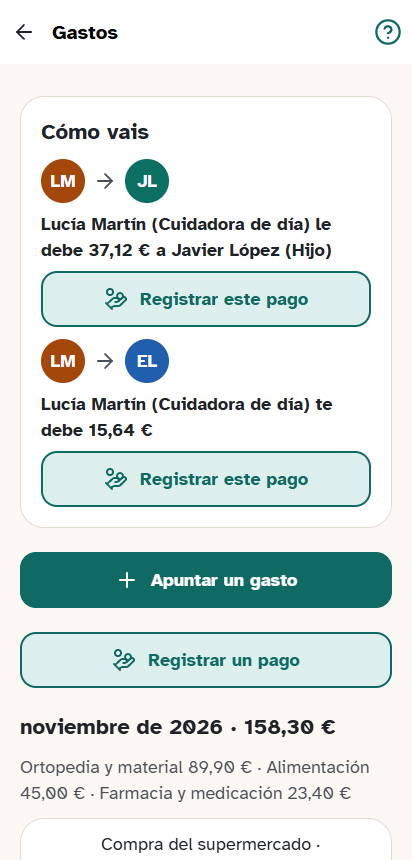 Gastos
Cómo vais
LM → JL
Lucía Martín (Cuidadora de día) le
debe 37,12 € a Javier López (Hijo)
Registrar este pago
LM → EL
Lucía Martín (Cuidadora de día) te
debe 15,64 €
Registrar este pago
+ Apuntar un gasto
Registrar un pago
noviembre de 2026 · 158,30 €
Ortopedia y material 89,90 € · Alimentación
45,00 € · Farmacia y medicación 23,40 €
Compra del supermercado ·